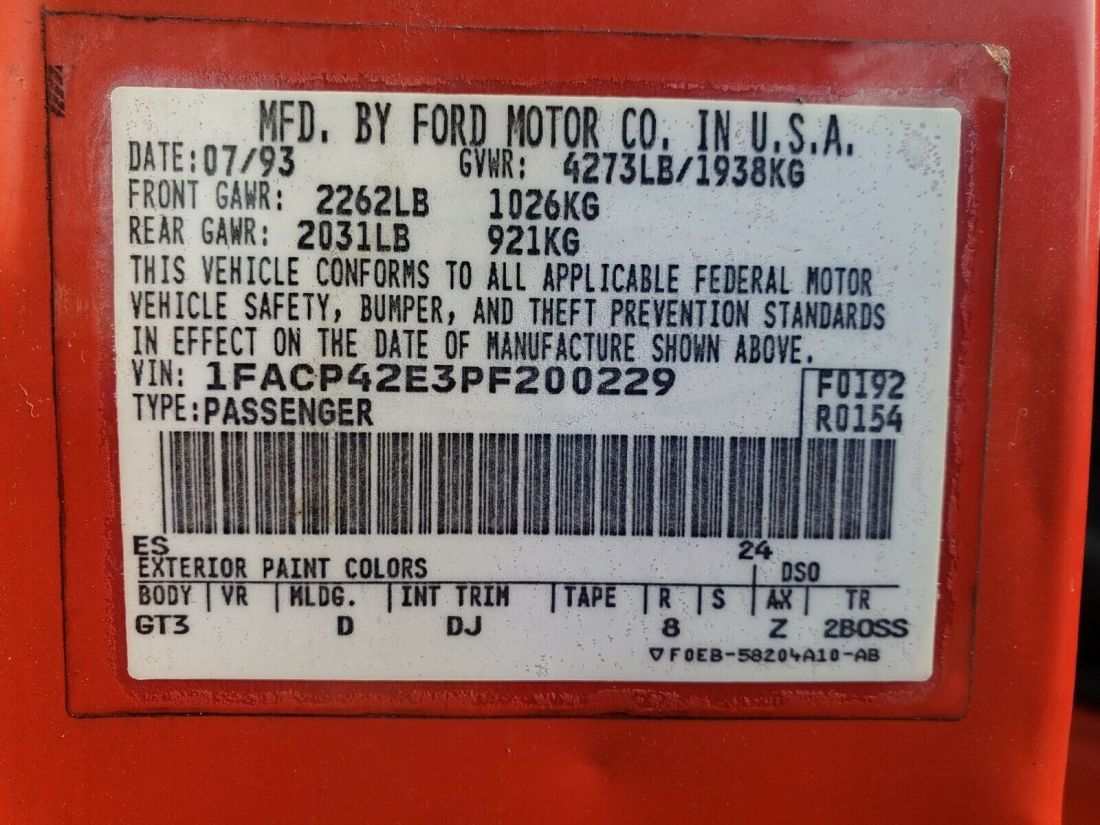 MFD. BY FORD MOTOR CO. IN U.S.A.
DATE: 07/93 GVWR: 4273LB/1938KG
FRONT GAWR: 2262LB 1026KG
REAR GAWR: 2031LB 921KG
THIS VEHICLE CONFORMS TO ALL APPLICABLE FEDERAL MOTOR
VEHICLE SAFETY, BUMPER, AND THEFT PREVENTION STANDARDS
IN EFFECT ON THE DATE OF MANUFACTURE SHOWN ABOVE.
VIN: 1FACP42E3PF200229 F0192
TYPE: PASSENGER R0154
ES 24
EXTERIOR PAINT COLORS DSO
BODY VR MLDG. INT TRIM TAPE R S AX TR
GT3 D DJ 8 Z 2BOSS
▽F0EB-58204A10-AB